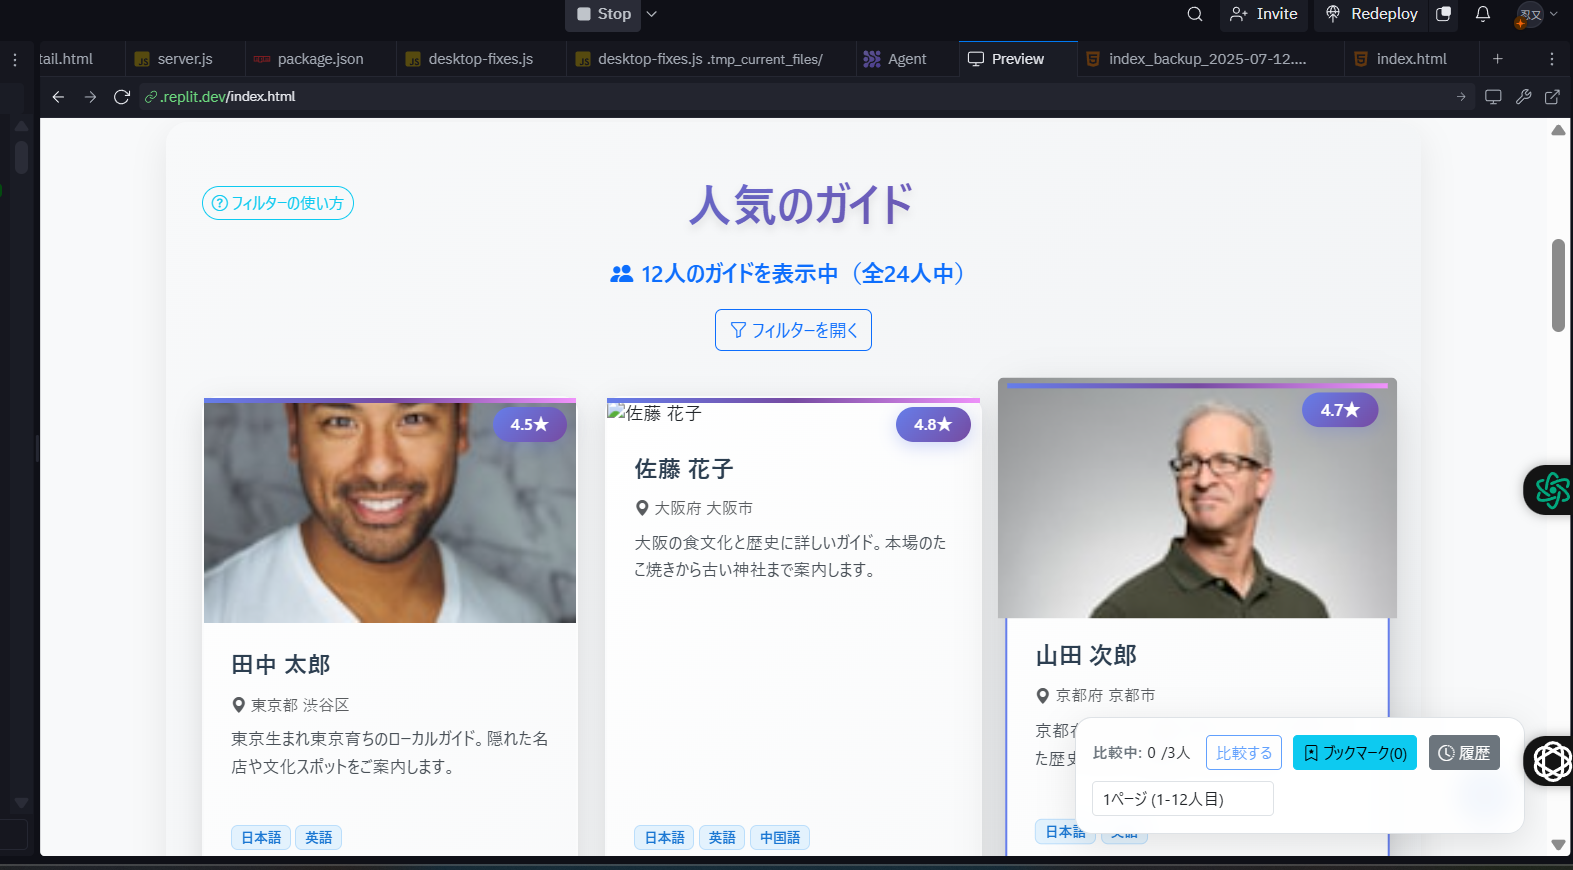 Stop
Invite
Redeploy
tail.html
server.js
package.json
desktop-fixes.js
desktop-fixes.js .tmp_current_files/
Agent
Preview
index_backup_2025-07-12....
index.html
.replit.dev/index.html
フィルターの使い方
人気のガイド
12人のガイドを表示中（全24人中）
フィルターを開く
4.5★
田中 太郎
東京都 渋谷区
東京生まれ東京育ちのローカルガイド。隠れた名
店や文化スポットをご案内します。
日本語 英語
佐藤 花子
4.8★
佐藤 花子
大阪府 大阪市
大阪の食文化と歴史に詳しいガイド。本場のた
こ焼きから古い神社まで案内します。
日本語 英語 中国語
4.7★
山田 次郎
京都府 京都市
京都
た歴史
日本語 英語
比較中: 0 /3人 比較する ブックマーク(0) 履歴
1ページ (1-12人目)